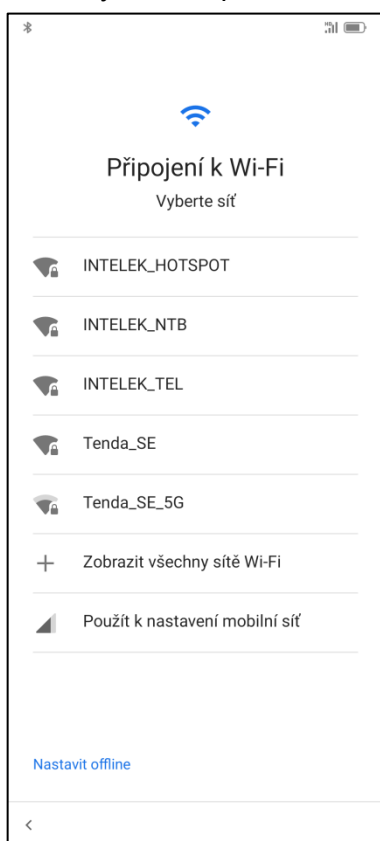 Připojení k Wi-Fi
Vyberte síť
INTELEK_HOTSPOT
INTELEK_NTB
INTELEK_TEL
Tenda_SE
Tenda_SE_5G
Zobrazit všechny sítě Wi-Fi
Použít k nastavení mobilní síť
Nastavit offline